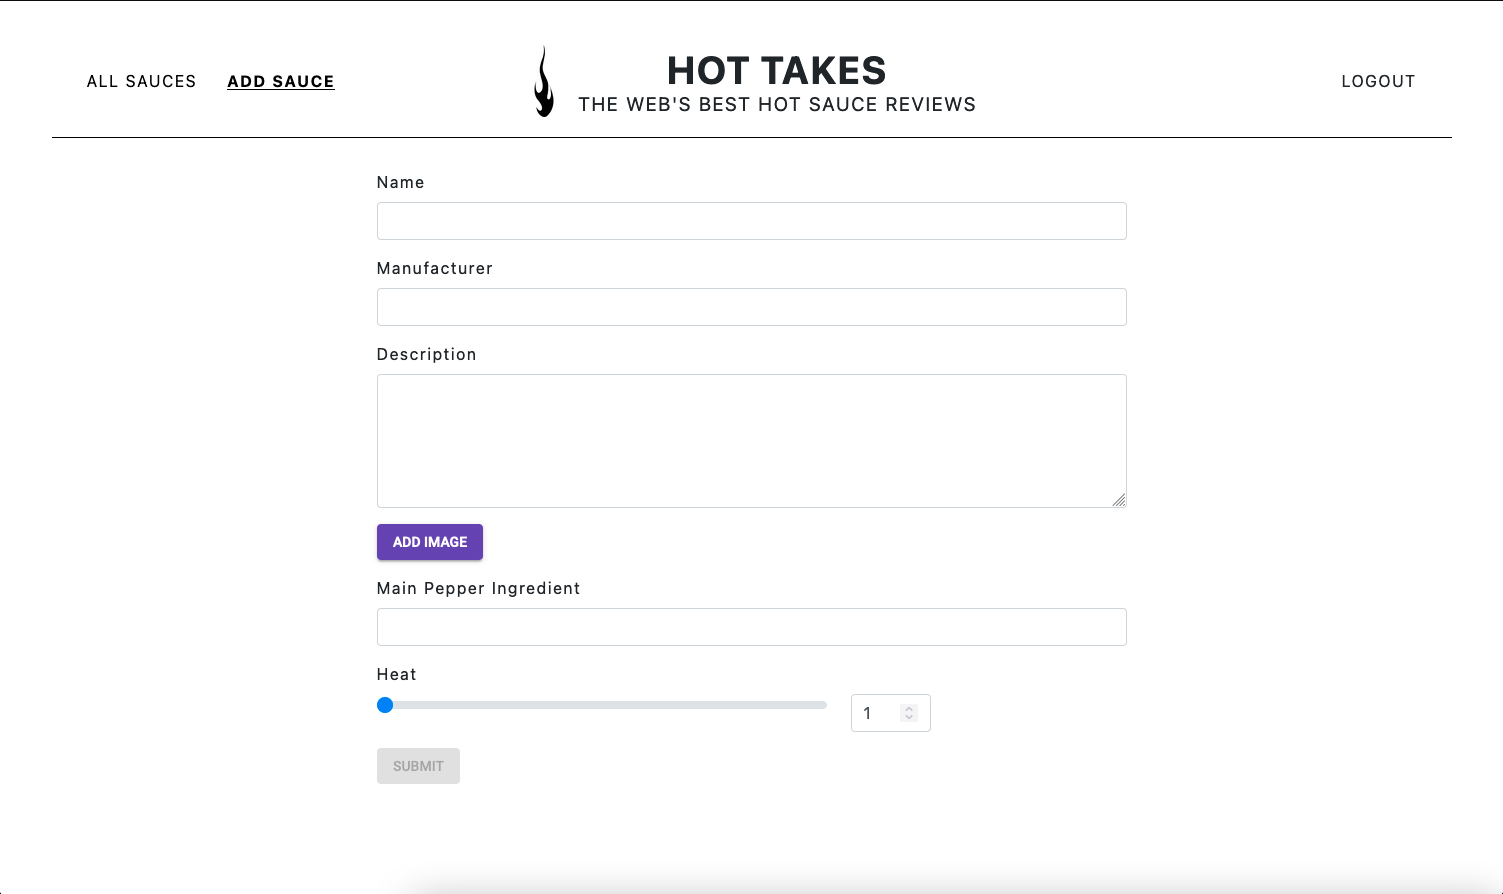 ALL SAUCES
ADD SAUCE
HOT TAKES
THE WEB'S BEST HOT SAUCE REVIEWS
LOGOUT
Name
Manufacturer
Description
ADD IMAGE
Main Pepper Ingredient
Heat
1
SUBMIT